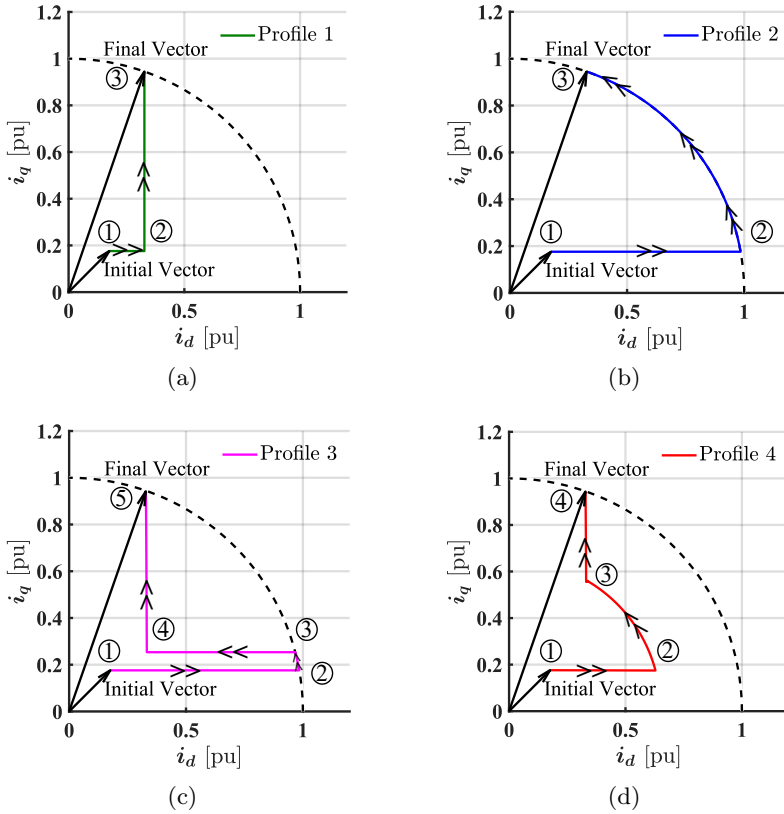 1.2
Final Vector
Profile 1
1
③
0.8
i_q [pu]
0.6
0.4
① ②
0.2
Initial Vector
0
0 0.5 1
i_d [pu]
(a)
1.2
Final Vector
Profile 2
1
③
0.8
i_q [pu]
0.6
0.4
① ②
0.2
Initial Vector
0
0 0.5 1
i_d [pu]
(b)
1.2
Final Vector
Profile 3
1
⑤
0.8
i_q [pu]
0.6
0.4
① ④ ③
0.2
②
Initial Vector
0
0 0.5 1
i_d [pu]
(c)
1.2
Final Vector
Profile 4
1
④
0.8
i_q [pu]
0.6
③
0.4
① ②
0.2
Initial Vector
0
0 0.5 1
i_d [pu]
(d)